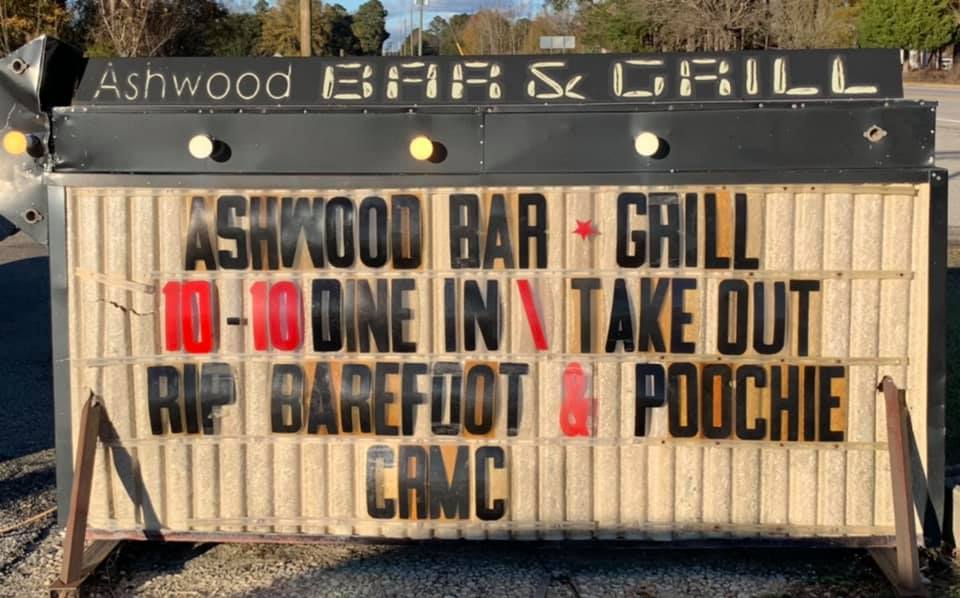 Ashwood BAR & GRILL
ASHWOOD BAR ★ GRILL
10-10 DINE IN \ TAKE OUT
RIP BAREFOOT & POOCHIE
CRMC